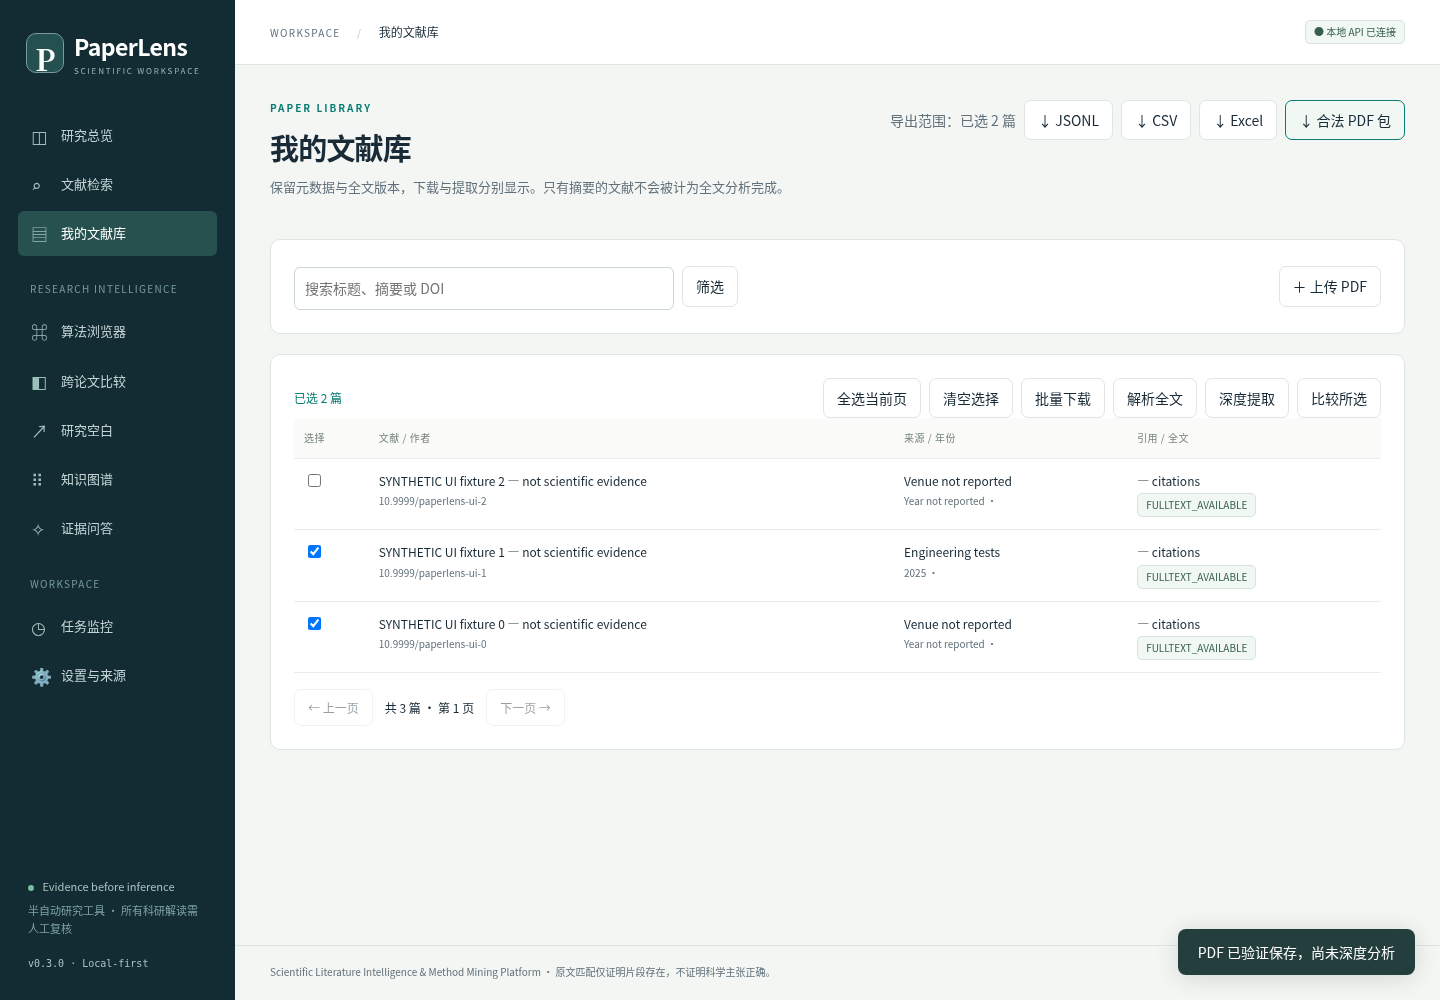 P PaperLens
SCIENTIFIC WORKSPACE
研究总览
文献检索
我的文献库
RESEARCH INTELLIGENCE
算法浏览器
跨论文比较
研究空白
知识图谱
证据问答
WORKSPACE
任务监控
设置与来源
Evidence before inference
半自动研究工具 · 所有科研解读需
人工复核
v0.3.0 · Local-first
WORKSPACE / 我的文献库
● 本地 API 已连接
PAPER LIBRARY
我的文献库
保留元数据与全文版本，下载与提取分别显示。只有摘要的文献不会被计为全文分析完成。
导出范围：已选 2 篇 ↓ JSONL ↓ CSV ↓ Excel ↓ 合法 PDF 包
搜索标题、摘要或 DOI 筛选 ＋ 上传 PDF
已选 2 篇 全选当前页 清空选择 批量下载 解析全文 深度提取 比较所选
选择 文献 / 作者 来源 / 年份 引用 / 全文
SYNTHETIC UI fixture 2 — not scientific evidence Venue not reported — citations
10.9999/paperlens-ui-2 Year not reported · FULLTEXT_AVAILABLE
SYNTHETIC UI fixture 1 — not scientific evidence Engineering tests — citations
10.9999/paperlens-ui-1 2025 · FULLTEXT_AVAILABLE
SYNTHETIC UI fixture 0 — not scientific evidence Venue not reported — citations
10.9999/paperlens-ui-0 Year not reported · FULLTEXT_AVAILABLE
← 上一页 共 3 篇 · 第 1 页 下一页 →
Scientific Literature Intelligence & Method Mining Platform · 原文匹配仅证明片段存在，不证明科学主张正确。
PDF 已验证保存，尚未深度分析